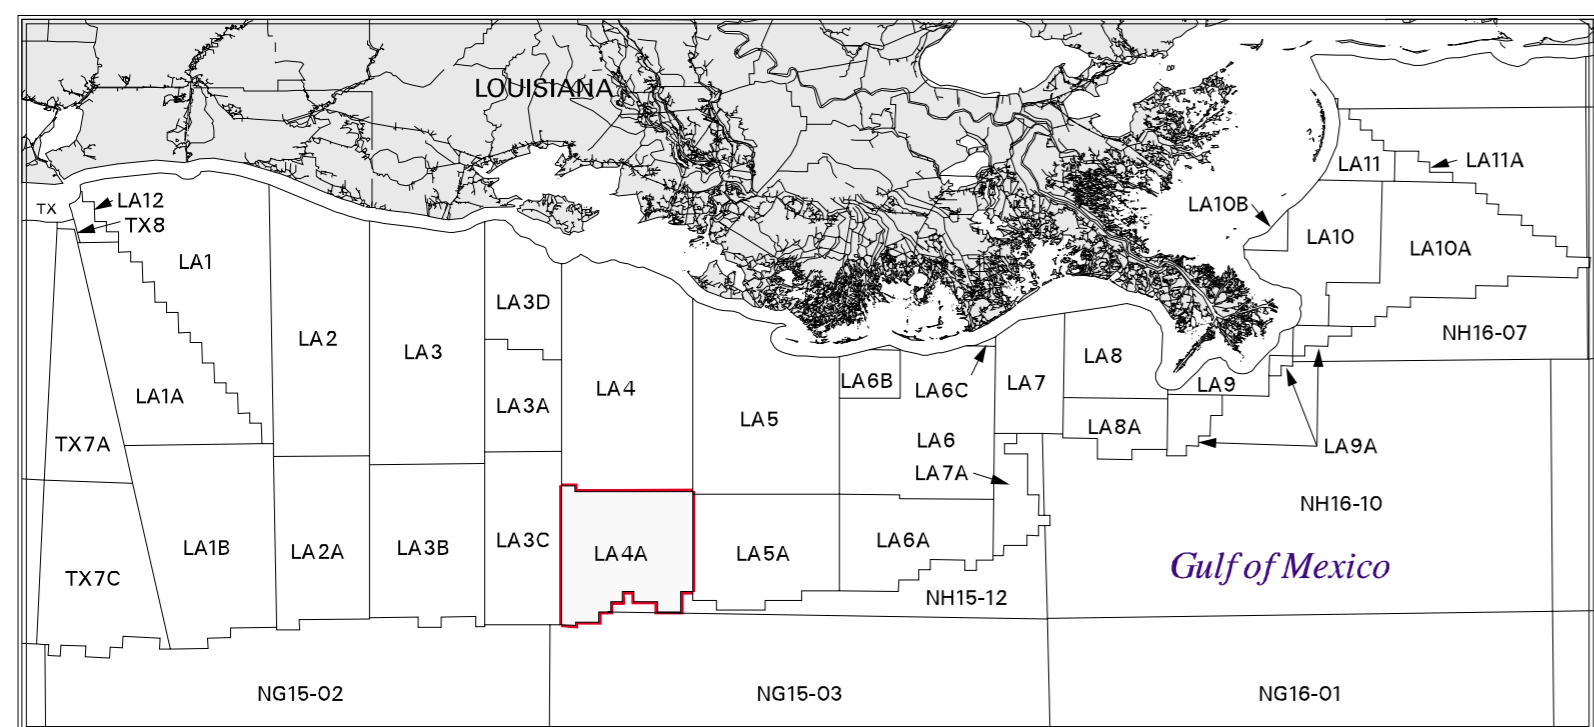 LOUISIANA
LA11
LA11A
TX
LA12
TX8
LA10B
LA1
LA10
LA10A
LA3D
LA2
LA3
NH16-07
LA8
LA4
LA6B
LA6C
LA7
LA9
LA1A
LA3A
LA5
LA8A
TX7A
LA6
LA9A
LA7A
NH16-10
LA1B
LA2A
LA3B
LA3C
LA4A
LA5A
LA6A
Gulf of Mexico
TX7C
NH15-12
NG15-02
NG15-03
NG16-01